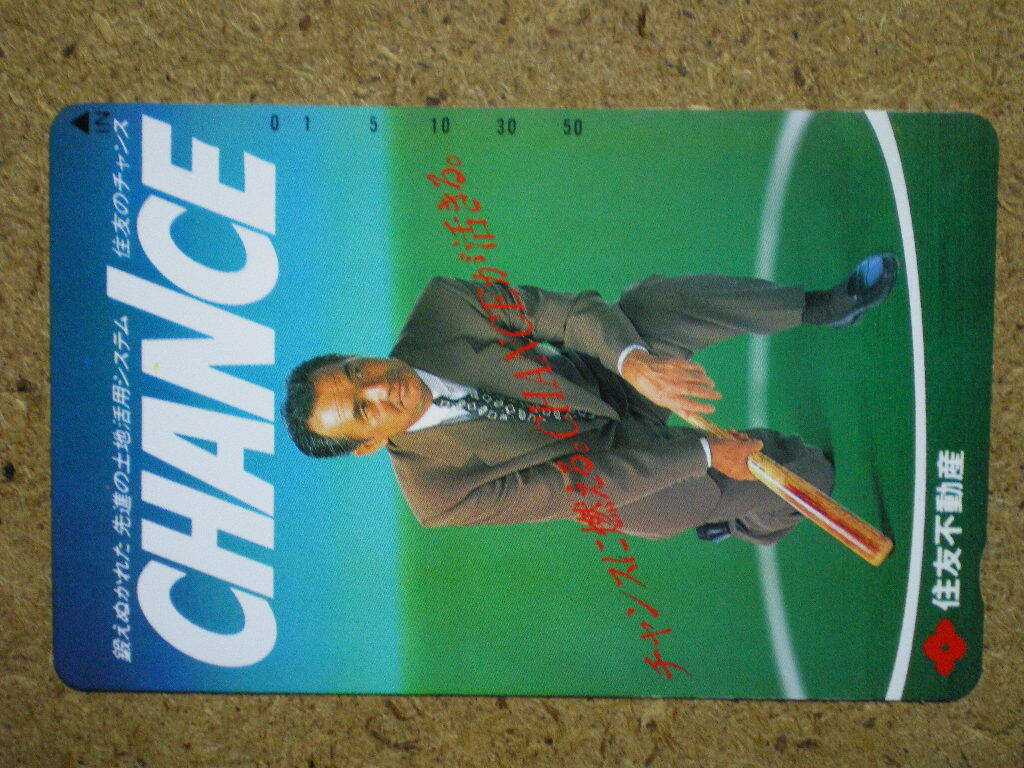 IN
鍛えぬかれた 先進の土地活用システム 住友のチャンス
CHANCE
0 1 5 10 30 50
チャンスに燃える。CHANCEが活きる。
住友不動産